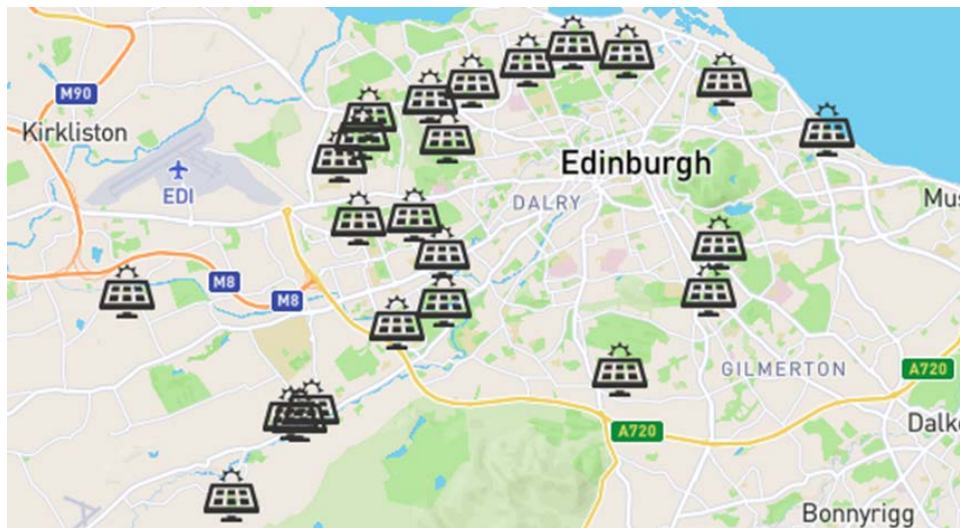 M90
Kirkliston
EDI
Edinburgh
DALRY
Mus
M8
M8
GILMERTON
A720
A720
Dalke
Bonnyrigg